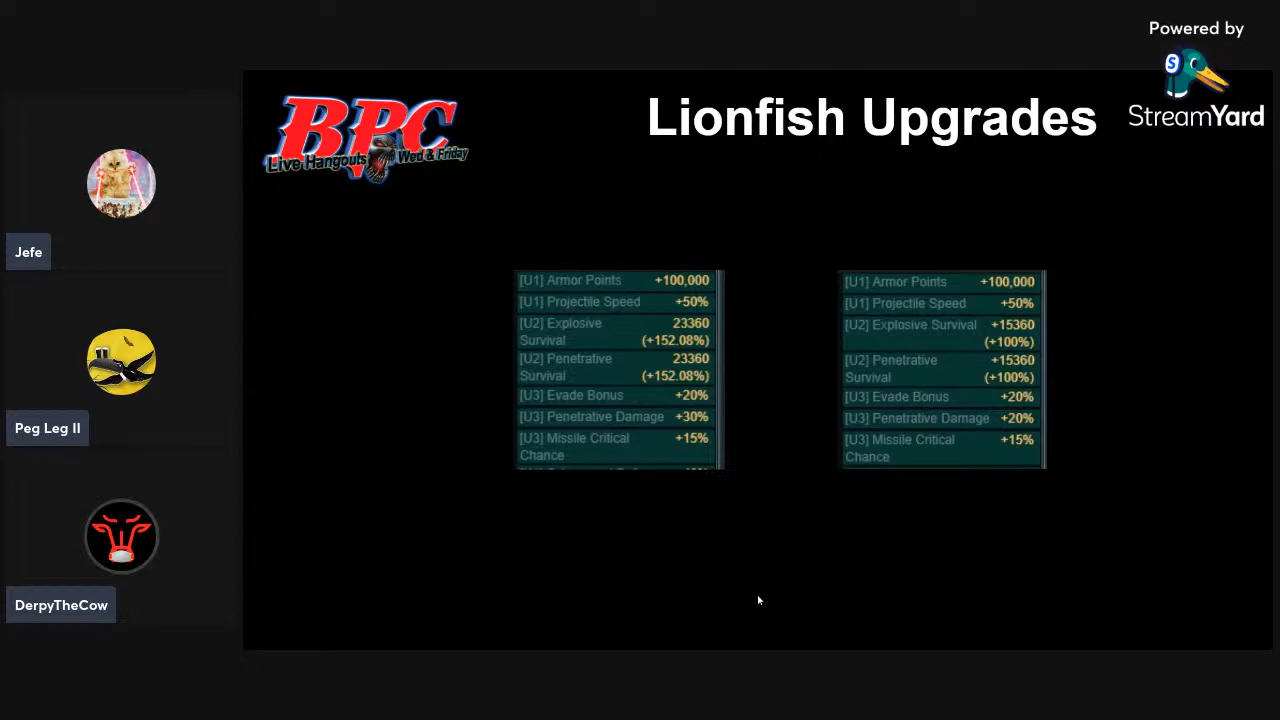 Powered by
StreamYard
BPC
Live Hangouts Wed & Friday
Lionfish Upgrades
Jefe
Peg Leg II
DerpyTheCow
[U1] Armor Points +100,000
[U1] Projectile Speed +50%
[U2] Explosive 23360
Survival (+152.08%)
[U2] Penetrative 23360
Survival (+152.08%)
[U3] Evade Bonus +20%
[U3] Penetrative Damage +30%
[U3] Missile Critical +15%
Chance
[U1] Armor Points +100,000
[U1] Projectile Speed +50%
[U2] Explosive Survival +15360
(+100%)
[U2] Penetrative +15360
Survival (+100%)
[U3] Evade Bonus +20%
[U3] Penetrative Damage +20%
[U3] Missile Critical +15%
Chance